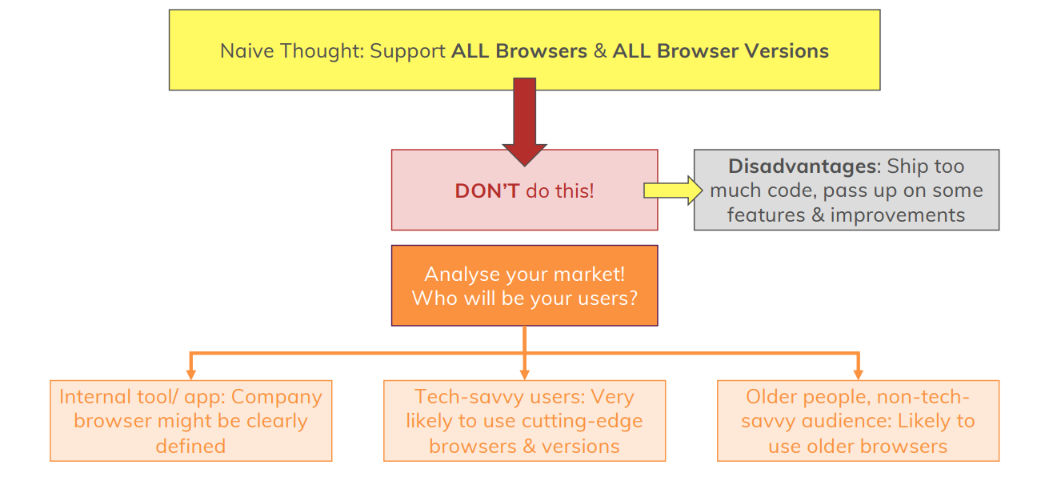 Naive Thought: Support ALL Browsers & ALL Browser Versions
DON'T do this!
Disadvantages: Ship too
much code, pass up on some
features & improvements
Analyse your market!
Who will be your users?
Internal tool/ app: Company
browser might be clearly
defined
Tech-savvy users: Very
likely to use cutting-edge
browsers & versions
Older people, non-tech-
savvy audience: Likely to
use older browsers